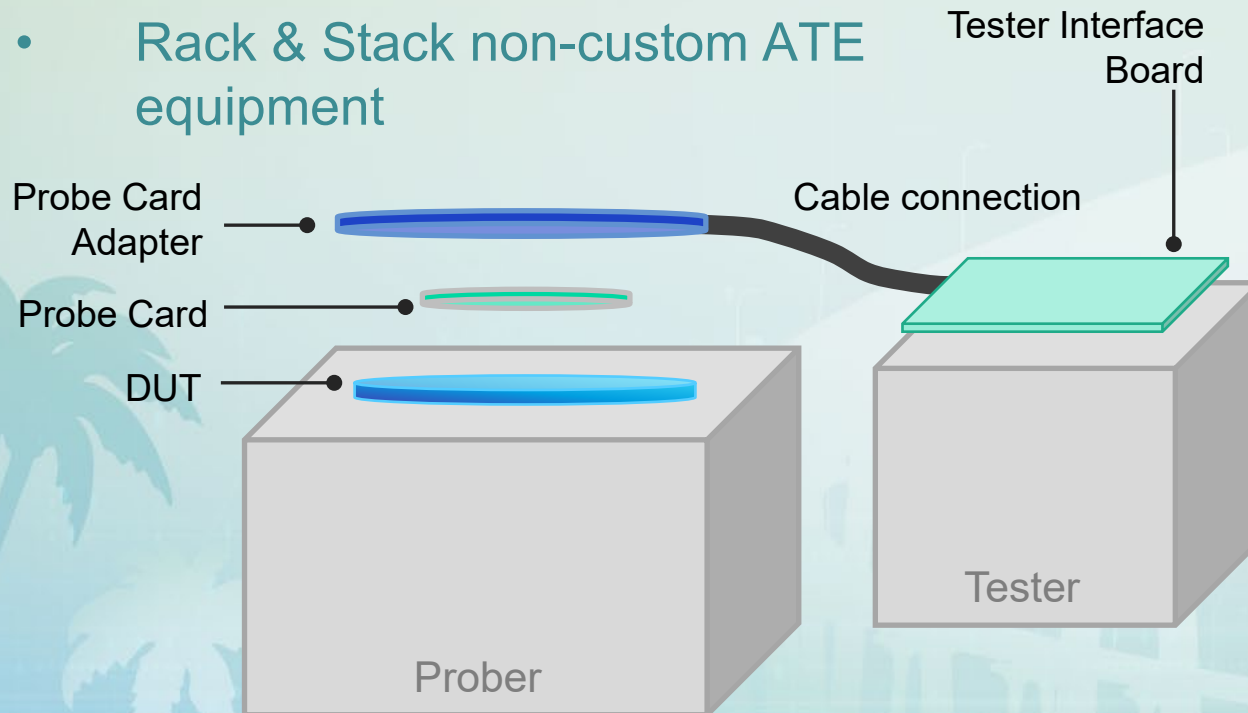 • Rack & Stack non-custom ATE
equipment
Tester Interface
Board
Probe Card
Adapter
Cable connection
Probe Card
DUT
Tester
Prober